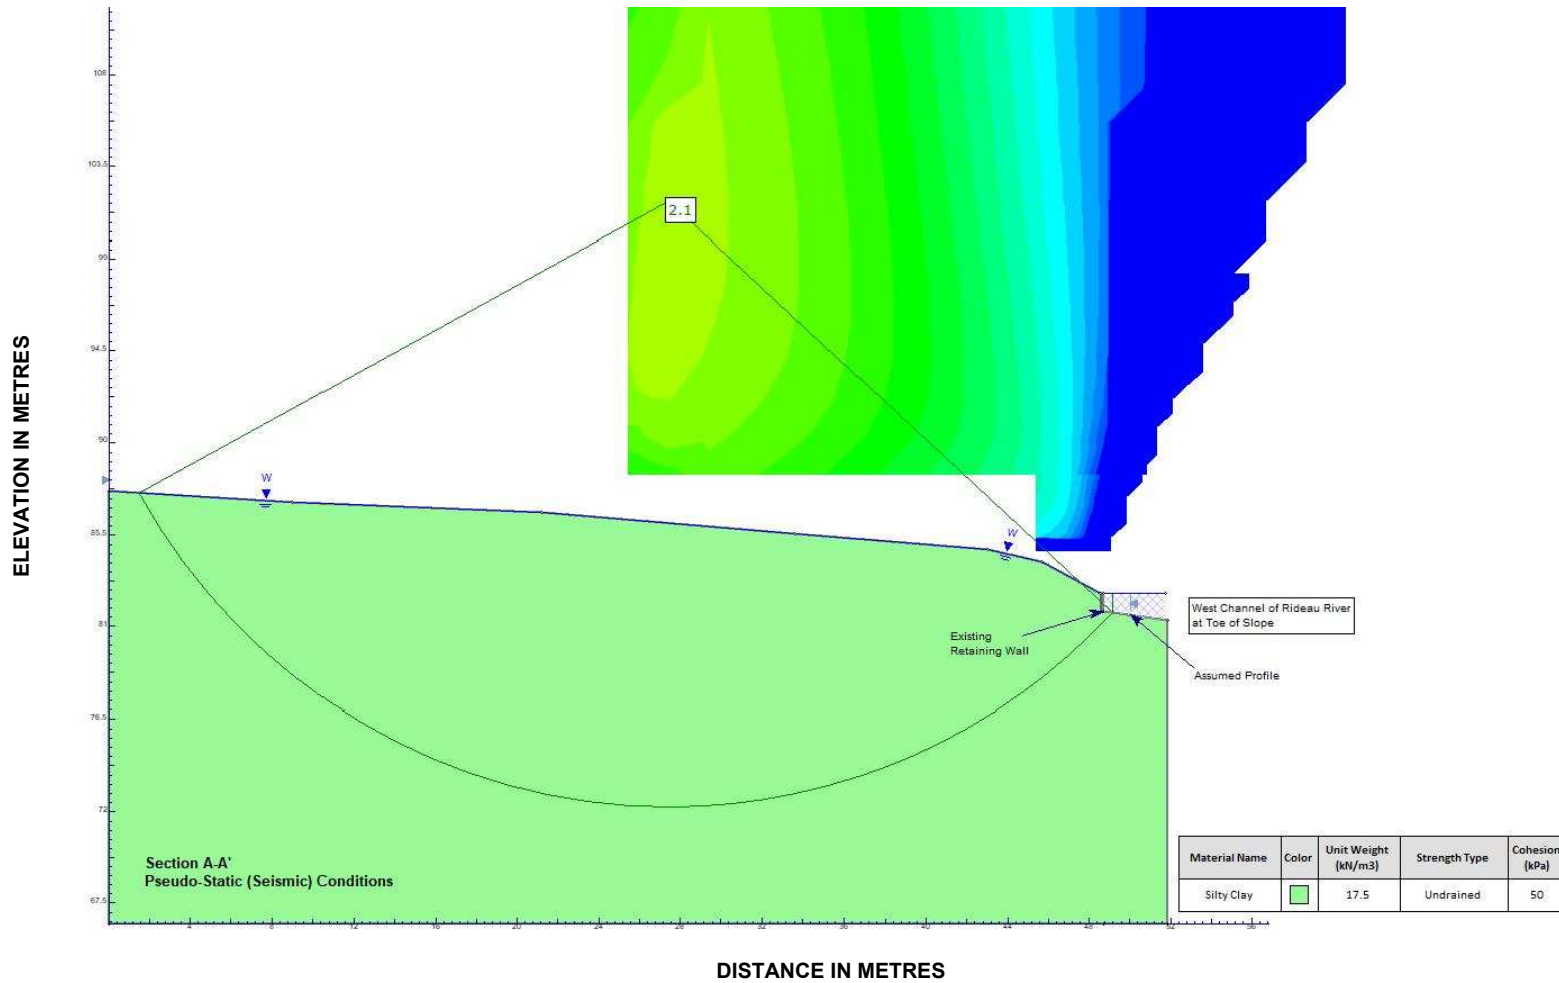 108
103.5
99
94.5
90
85.5
81
76.5
72
67.5
ELEVATION IN METRES
2.1
W
W
Existing
Retaining Wall
West Channel of Rideau River
at Toe of Slope
Assumed Profile
Section A-A'
Pseudo-Static (Seismic) Conditions
Material Name Color Unit Weight (kN/m3) Strength Type Cohesion (kPa)
Silty Clay 17.5 Undrained 50
4 8 12 16 20 24 28 32 36 40 44 48 52 56
DISTANCE IN METRES